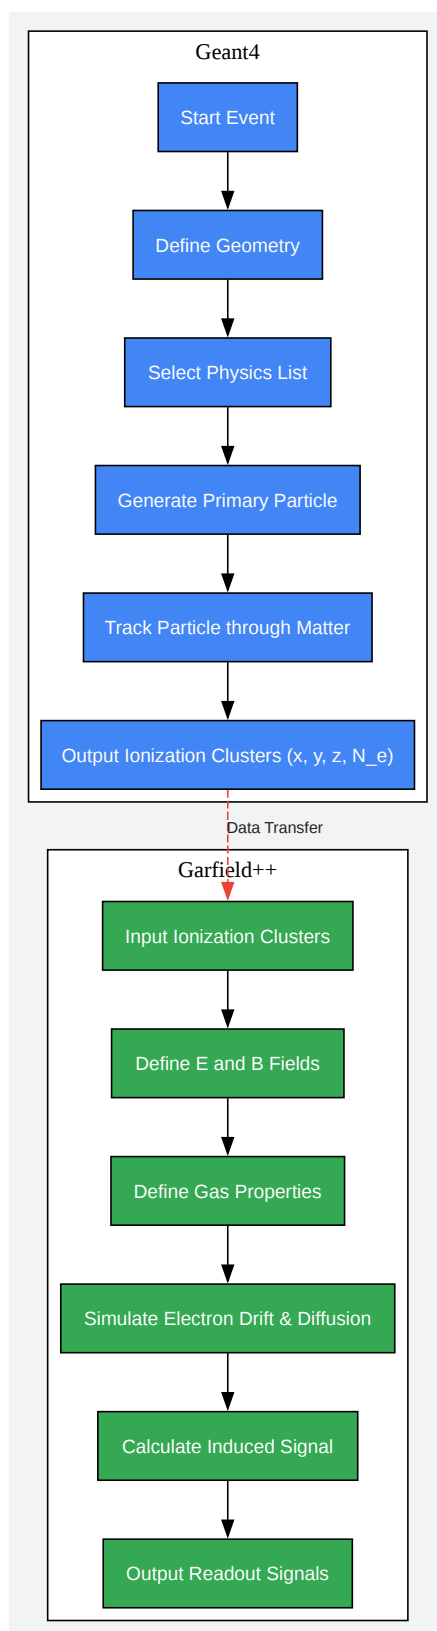 Geant4
Start Event
Define Geometry
Select Physics List
Generate Primary Particle
Track Particle through Matter
Output Ionization Clusters (x, y, z, N_e)
Data Transfer
Garfield++
Input Ionization Clusters
Define E and B Fields
Define Gas Properties
Simulate Electron Drift & Diffusion
Calculate Induced Signal
Output Readout Signals